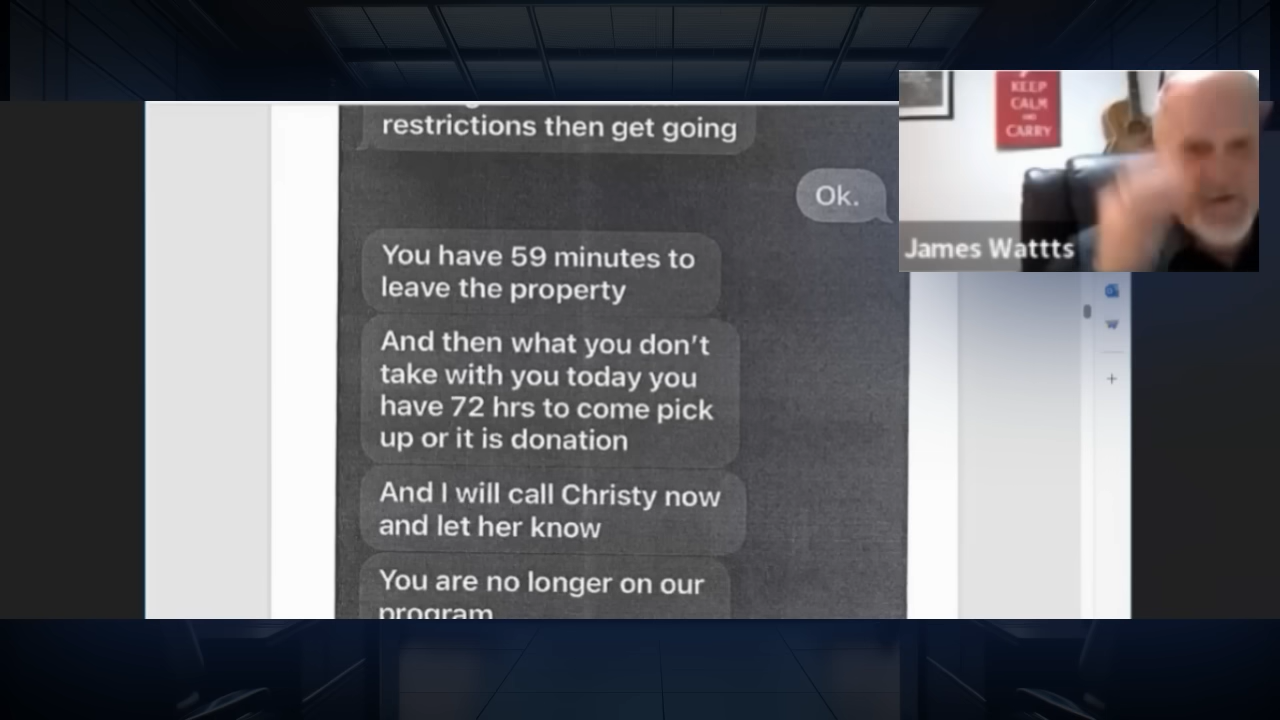 restrictions then get going
Ok.
You have 59 minutes to
leave the property
And then what you don't
take with you today you
have 72 hrs to come pick
up or it is donation
And I will call Christy now
and let her know
You are no longer on our
program
KEEP
CALM
AND
CARRY
James Wattts